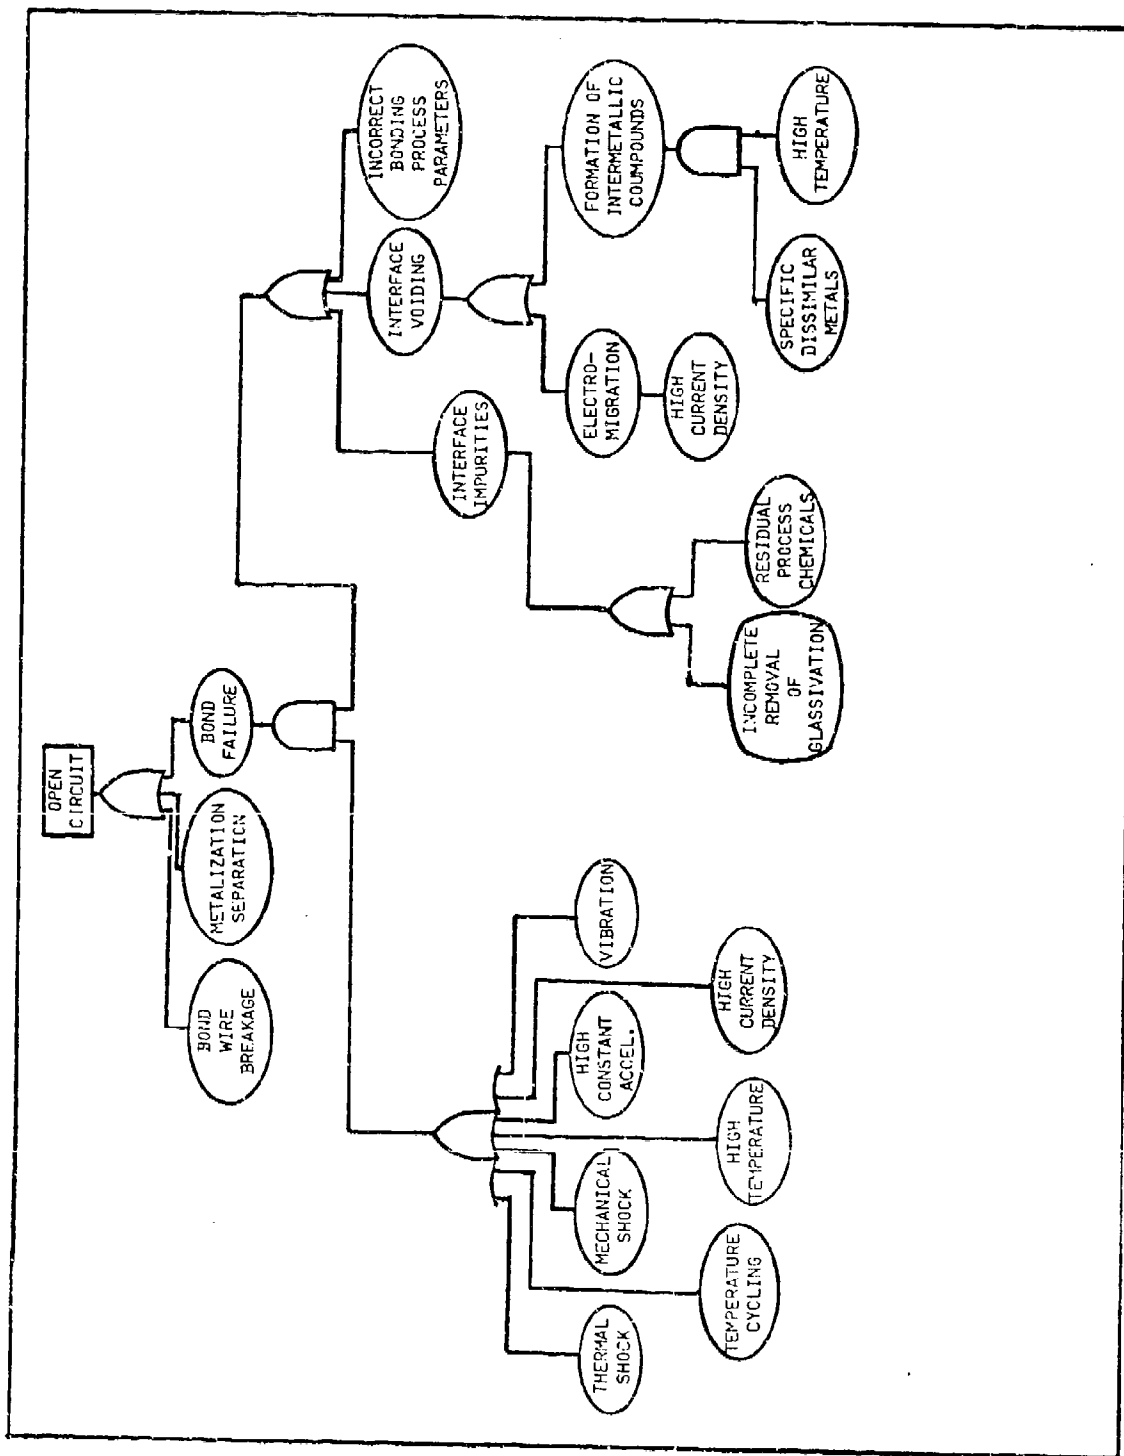 OPEN
CIRCUIT
BOND
WIRE
BREAKAGE
METALIZATION
SEPARATION
BOND
FAILURE
THERMAL
SHOCK
TEMPERATURE
CYCLING
MECHANICAL
SHOCK
HIGH
TEMPERATURE
HIGH
CONSTANT
ACCEL.
HIGH
CURRENT
DENSITY
VIBRATION
INTERFACE
IMPURITIES
INTERFACE
VOIDING
INCORRECT
BONDING
PROCESS
PARAMETERS
INCOMPLETE
REMOVAL
OF
GLASSIVATION
RESIDUAL
PROCESS
CHEMICALS
ELECTRO-
MIGRATION
HIGH
CURRENT
DENSITY
FORMATION OF
INTERMETALLIC
COUMPOUNDS
SPECIFIC
DISSIMILAR
METALS
HIGH
TEMPERATURE